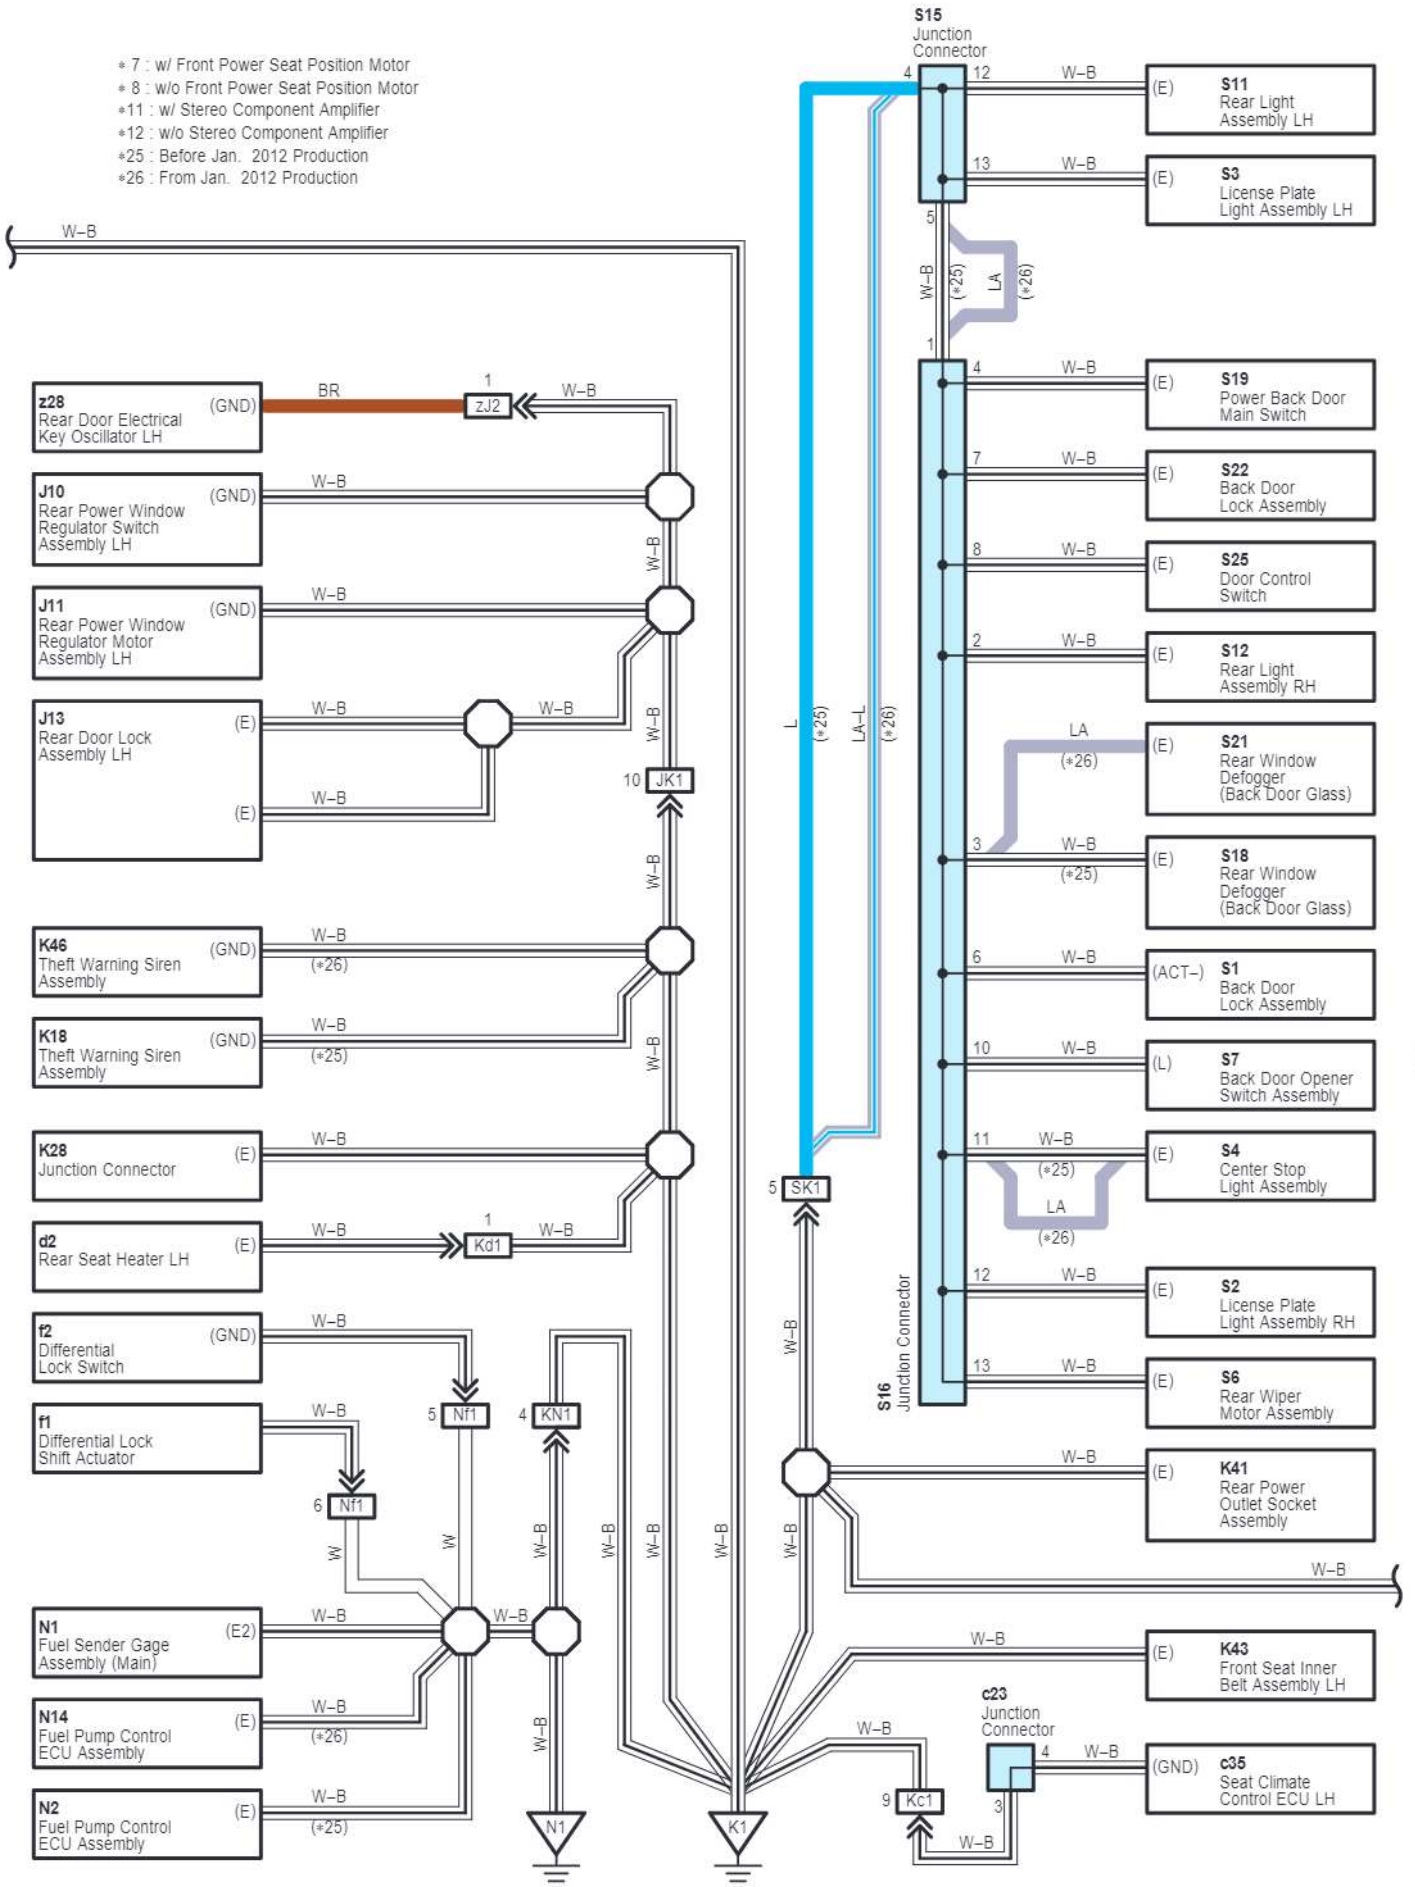 S15
Junction
Connector
* 7 : w/ Front Power Seat Position Motor
* 8 : w/o Front Power Seat Position Motor
*11 : w/ Stereo Component Amplifier
*12 : w/o Stereo Component Amplifier
*25 : Before Jan. 2012 Production
*26 : From Jan. 2012 Production
4
12
W–B
(E)
S11
Rear Light
Assembly LH
13
W–B
(E)
S3
License Plate
Light Assembly LH
5
W–B
W–B
(*25)
LA
(*26)
1
z28
Rear Door Electrical
Key Oscillator LH
(GND)
BR
1
zJ2
W–B
4
W–B
(E)
S19
Power Back Door
Main Switch
J10
Rear Power Window
Regulator Switch
Assembly LH
(GND)
W–B
W–B
7
W–B
(E)
S22
Back Door
Lock Assembly
8
W–B
(E)
S25
Door Control
Switch
J11
Rear Power Window
Regulator Motor
Assembly LH
(GND)
W–B
2
W–B
(E)
S12
Rear Light
Assembly RH
J13
Rear Door Lock
Assembly LH
(E)
W–B
W–B
W–B
(E)
W–B
10
JK1
L
(*25)
LA–L
(*26)
LA
(*26)
(E)
S21
Rear Window
Defogger
(Back Door Glass)
3
W–B
(*25)
(E)
S18
Rear Window
Defogger
(Back Door Glass)
W–B
K46
Theft Warning Siren
Assembly
(GND)
W–B
(*26)
6
W–B
(ACT–)
S1
Back Door
Lock Assembly
K18
Theft Warning Siren
Assembly
(GND)
W–B
(*25)
W–B
10
W–B
(L)
S7
Back Door Opener
Switch Assembly
K28
Junction Connector
(E)
W–B
11
W–B
(*25)
LA
(*26)
(E)
S4
Center Stop
Light Assembly
5
SK1
d2
Rear Seat Heater LH
(E)
W–B
1
Kd1
W–B
12
W–B
(E)
S2
License Plate
Light Assembly RH
W–B
S16
Junction Connector
13
W–B
(E)
S6
Rear Wiper
Motor Assembly
f2
Differential
Lock Switch
(GND)
W–B
5
Nf1
4
KN1
f1
Differential Lock
Shift Actuator
W–B
6
Nf1
W–B
(E)
K41
Rear Power
Outlet Socket
Assembly
W
W
W–B
W–B
W–B
W–B
W–B
W–B
N1
Fuel Sender Gage
Assembly (Main)
(E2)
W–B
W–B
W–B
(E)
K43
Front Seat Inner
Belt Assembly LH
N14
Fuel Pump Control
ECU Assembly
(E)
W–B
(*26)
W–B
W–B
c23
Junction
Connector
4
W–B
(GND)
c35
Seat Climate
Control ECU LH
N2
Fuel Pump Control
ECU Assembly
(E)
W–B
(*25)
N1
K1
9
Kc1
3
W–B